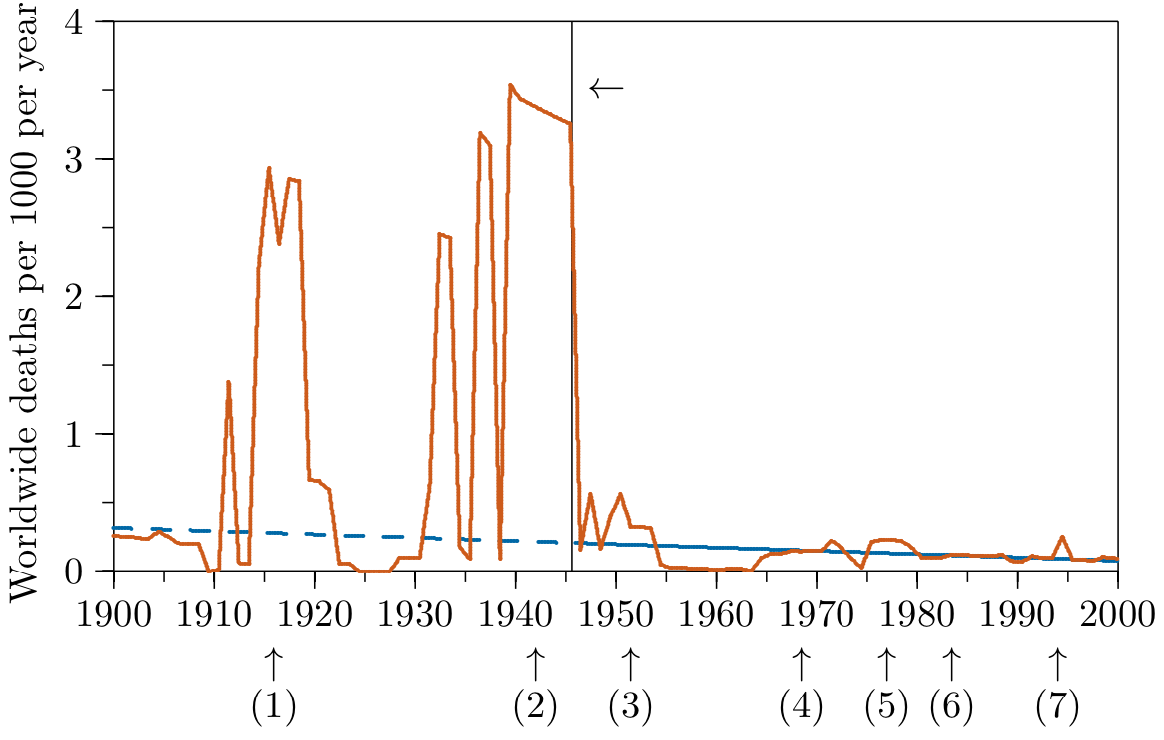 Worldwide deaths per 1000 per year
4
3
2
1
0
←
1900 1910 1920 1930 1940 1950 1960 1970 1980 1990 2000
↑ ↑ ↑ ↑ ↑ ↑ ↑
(1) (2) (3) (4) (5) (6) (7)